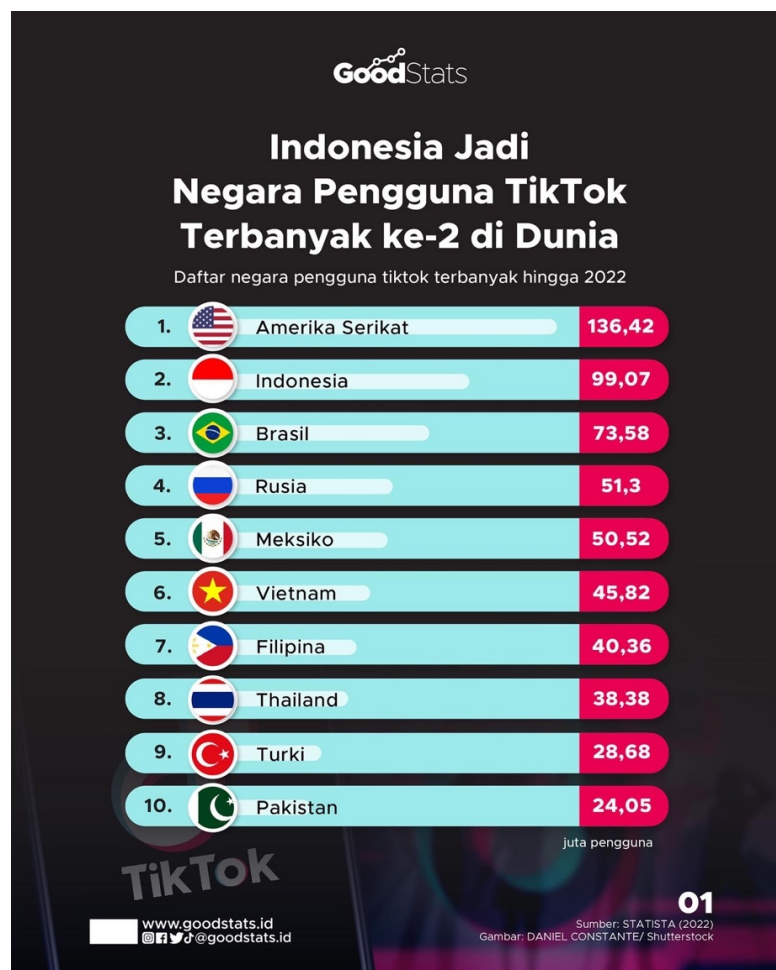 GoodStats
Indonesia Jadi
Negara Pengguna TikTok
Terbanyak ke-2 di Dunia
Daftar negara pengguna tiktok terbanyak hingga 2022
1. Amerika Serikat 136,42
2. Indonesia 99,07
3. Brasil 73,58
4. Rusia 51,3
5. Meksiko 50,52
6. Vietnam 45,82
7. Filipina 40,36
8. Thailand 38,38
9. Turki 28,68
10. Pakistan 24,05
juta pengguna
TikTok
01
www.goodstats.id
@goodstats.id
Sumber: STATISTA (2022)
Gambar: DANIEL CONSTANTE/ Shutterstock